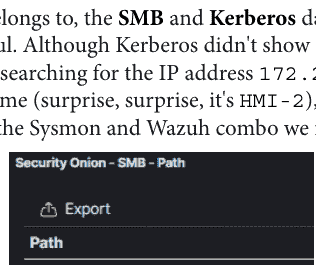 elongs to, the SMB and Kerberos da
ul. Although Kerberos didn't show
searching for the IP address 172.2
me (surprise, surprise, it's HMI-2),
the Sysmon and Wazuh combo we
Security Onion - SMB - Path
Export
Path